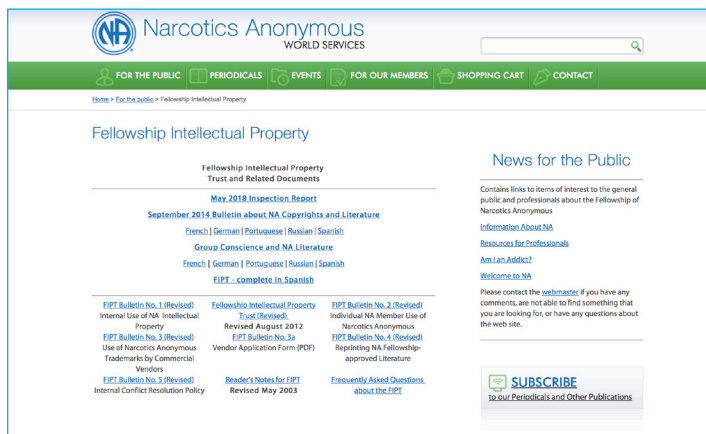 NA
Narcotics Anonymous
WORLD SERVICES
FOR THE PUBLIC
PERIODICALS
EVENTS
FOR OUR MEMBERS
SHOPPING CART
CONTACT
Home > For the public > Fellowship Intellectual Property
Fellowship Intellectual Property
Fellowship Intellectual Property
Trust and Related Documents
May 2018 Inspection Report
September 2014 Bulletin about NA Copyrights and Literature
French | German | Portuguese | Russian | Spanish
Group Conscience and NA Literature
French | German | Portuguese | Russian | Spanish
FIPT - complete in Spanish
FIPT Bulletin No. 1 (Revised)
Internal Use of NA Intellectual
Property
Fellowship Intellectual Property
Trust (Revised)
Revised August 2012
FIPT Bulletin No. 2 (Revised)
Individual NA Member Use of
Narcotics Anonymous
FIPT Bulletin No. 3 (Revised)
Use of Narcotics Anonymous
Trademarks by Commercial
Vendors
FIPT Bulletin No. 3a
Vendor Application Form (PDF)
FIPT Bulletin No. 4 (Revised)
Reprinting NA Fellowship-
approved Literature
FIPT Bulletin No. 5 (Revised)
Internal Conflict Resolution Policy
Reader's Notes for FIPT
Revised May 2003
Frequently Asked Questions
about the FIPT
News for the Public
Contains links to items of interest to the general
public and professionals about the Fellowship of
Narcotics Anonymous
Information About NA
Resources for Professionals
Am I an Addict?
Welcome to NA
Please contact the webmaster if you have any
comments, are not able to find something that
you are looking for, or have any questions about
the web site.
SUBSCRIBE
to our Periodicals and Other Publications